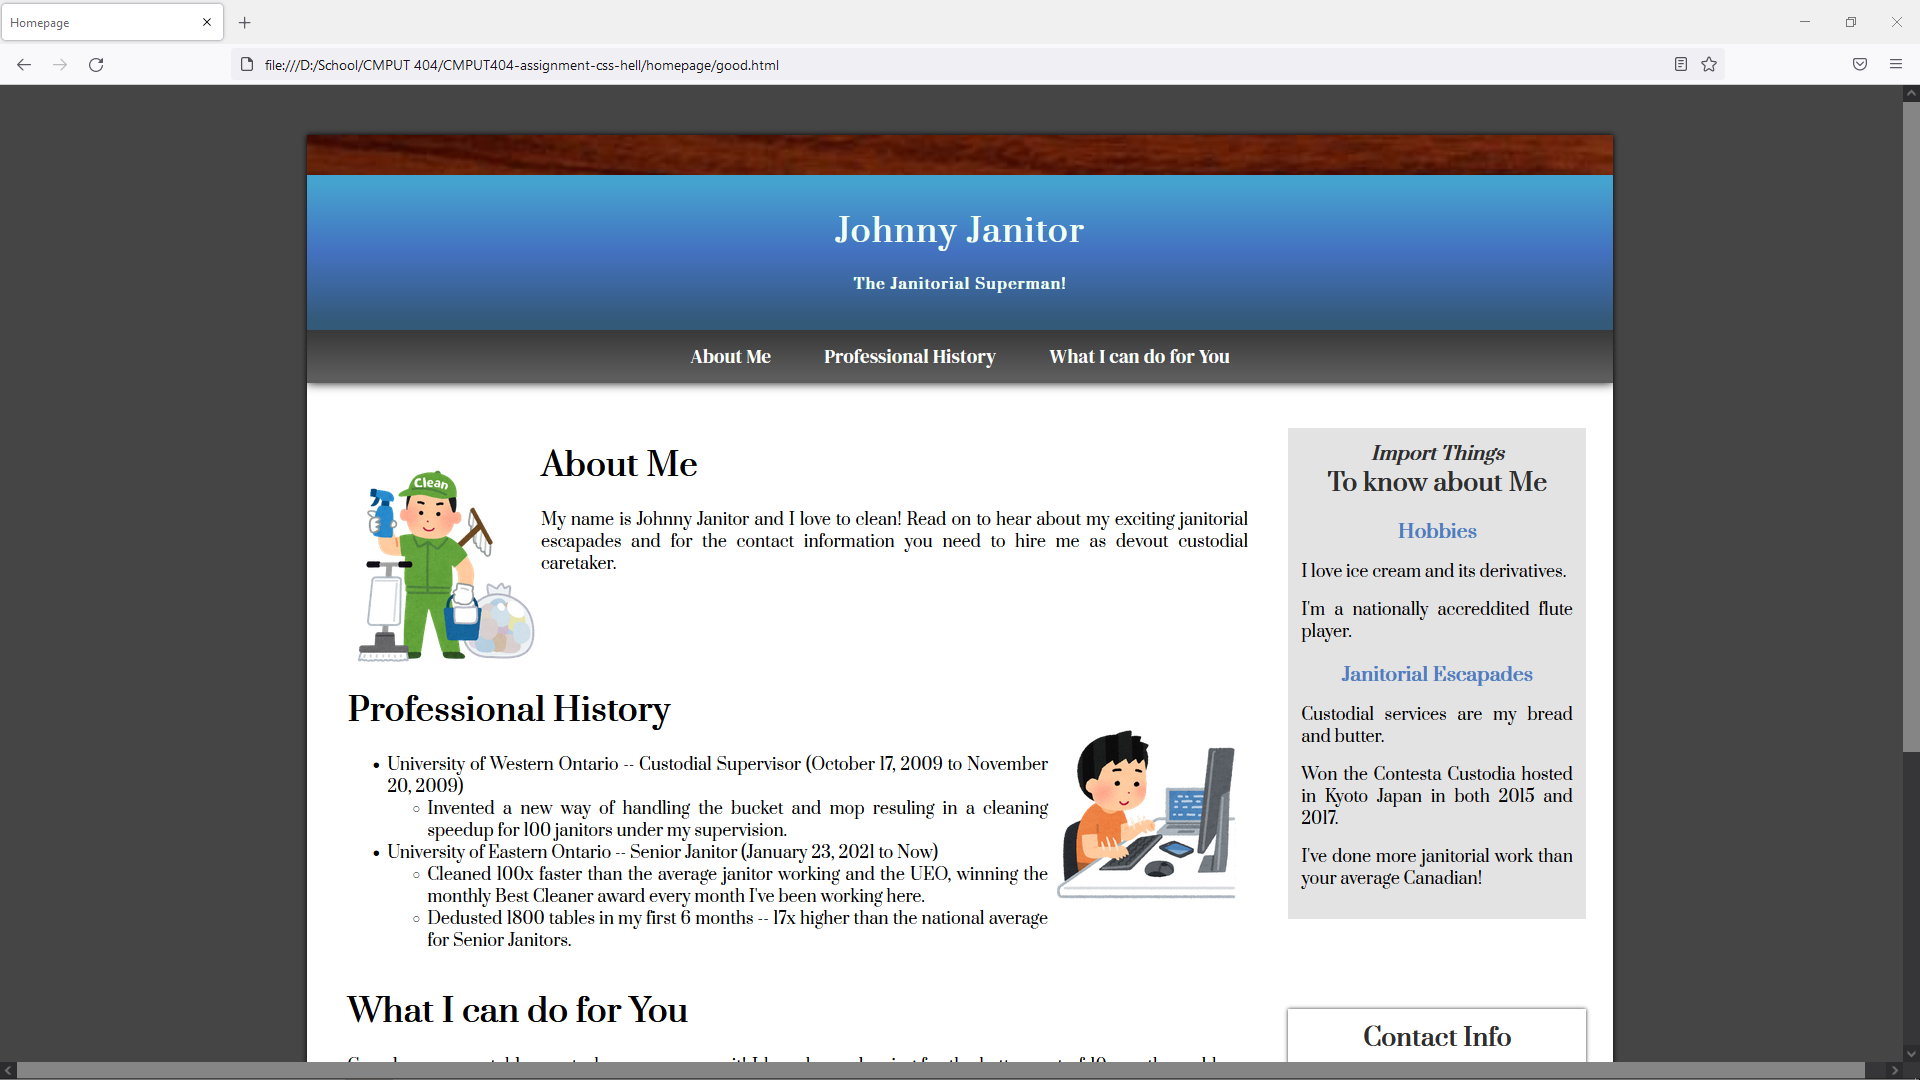 Homepage
file:///D:/School/CMPUT 404/CMPUT404-assignment-css-hell/homepage/good.html
Johnny Janitor
The Janitorial Superman!
About Me
Professional History
What I can do for You
Clean
About Me
My name is Johnny Janitor and I love to clean! Read on to hear about my exciting janitorial
escapades and for the contact information you need to hire me as devout custodial
caretaker.
Professional History
University of Western Ontario -- Custodial Supervisor (October 17, 2009 to November
20, 2009)
Invented a new way of handling the bucket and mop resuling in a cleaning
speedup for 100 janitors under my supervision.
University of Eastern Ontario -- Senior Janitor (January 23, 2021 to Now)
Cleaned 100x faster than the average janitor working and the UEO, winning the
monthly Best Cleaner award every month I've been working here.
Dedusted 1800 tables in my first 6 months -- 17x higher than the national average
for Senior Janitors.
What I can do for You
Import Things
To know about Me
Hobbies
I love ice cream and its derivatives.
I'm a nationally accreddited flute
player.
Janitorial Escapades
Custodial services are my bread
and butter.
Won the Contesta Custodia hosted
in Kyoto Japan in both 2015 and
2017.
I've done more janitorial work than
your average Canadian!
Contact Info